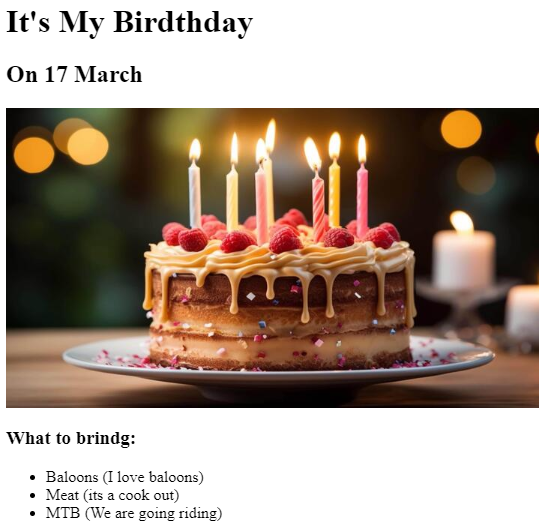 It's My Birdthday
On 17 March
What to brindg:
Baloons (I love baloons)
Meat (its a cook out)
MTB (We are going riding)